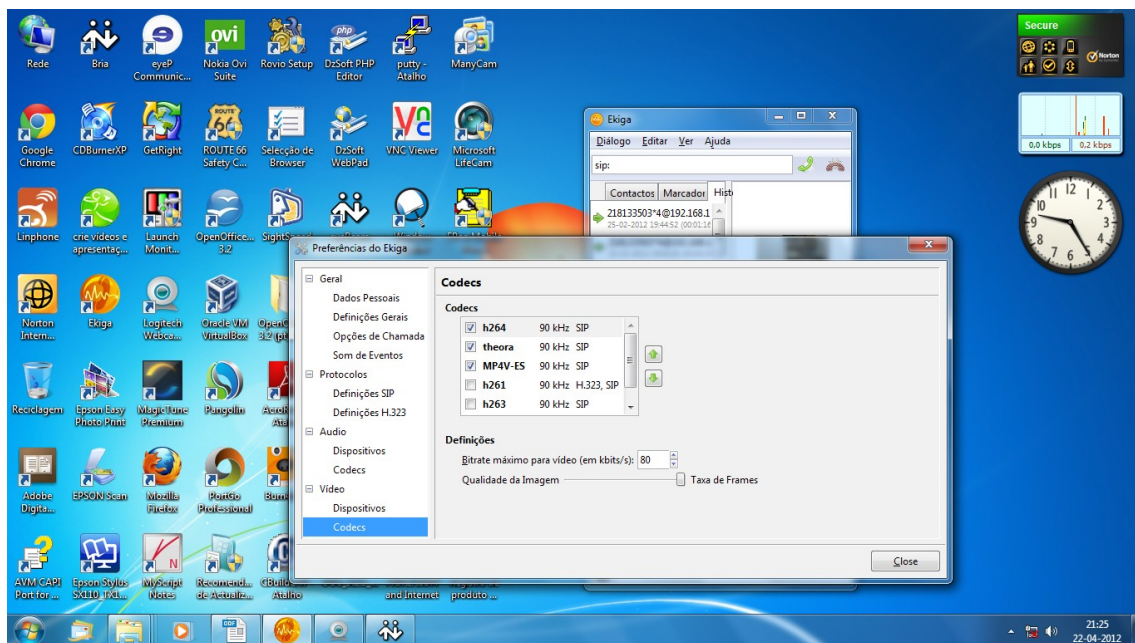 Rede
Bria
eyeP
Communic...
Nokia Ovi
Suite
Rovio Setup
DzSoft PHP
Editor
putty -
Atalho
ManyCam
Google
Chrome
CDBurnerXP
GetRight
ROUTE 66
Safety C...
Selecção de
Browser
DzSoft
WebPad
VNC Viewer
Microsoft
LifeCam
Linphone
crie vídeos e
apresentaç...
Launch
Monit...
OpenOffice...
3.2
Norton
Intern...
Ekiga
Logitech
Webca...
Oracle VM
VirtualBox
Reciclagem
Epson Easy
Photo Print
MagicTune
Premium
Pangolin
Adobe
Digita...
EPSON Scan
Mozilla
Firefox
PortGo
Professional
AVM CAPI
Port for ...
Epson Stylus
MyScript
Notes
Recomend...
de Actualiz...
Atalho
and Internet
produto ...
Secure
Norton
0,0 kbps
0,2 kbps
Ekiga
Diálogo Editar Ver Ajuda
sip:
Contactos Marcador Hist
218133503*4@192.168.1
25-02-2012 19:44:52 (00:01:16
Preferências do Ekiga
Geral
Dados Pessoais
Definições Gerais
Opções de Chamada
Som de Eventos
Protocolos
Definições SIP
Definições H.323
Audio
Dispositivos
Codecs
Vídeo
Dispositivos
Codecs
Codecs
Codecs
h264 90 kHz SIP
theora 90 kHz SIP
MP4V-ES 90 kHz SIP
h261 90 kHz H.323, SIP
h263 90 kHz SIP
Definições
Bitrate máximo para vídeo (em kbits/s): 80
Qualidade da Imagem Taxa de Frames
Close
21:25
22-04-2012